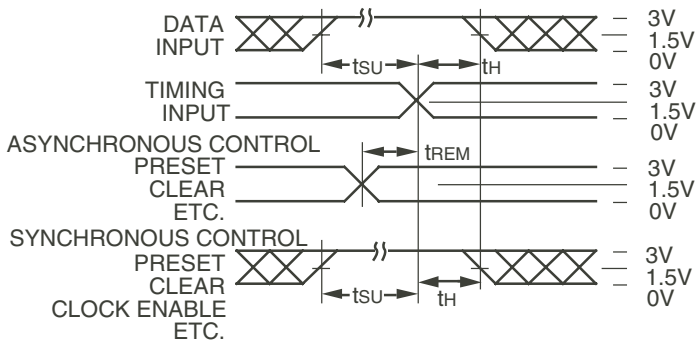 DATA INPUT
3V
1.5V
0V
tSU
tH
TIMING INPUT
3V
1.5V
0V
ASYNCHRONOUS CONTROL
tREM
PRESET
CLEAR
ETC.
3V
1.5V
0V
SYNCHRONOUS CONTROL
PRESET
CLEAR
CLOCK ENABLE
ETC.
3V
1.5V
0V
tSU
tH